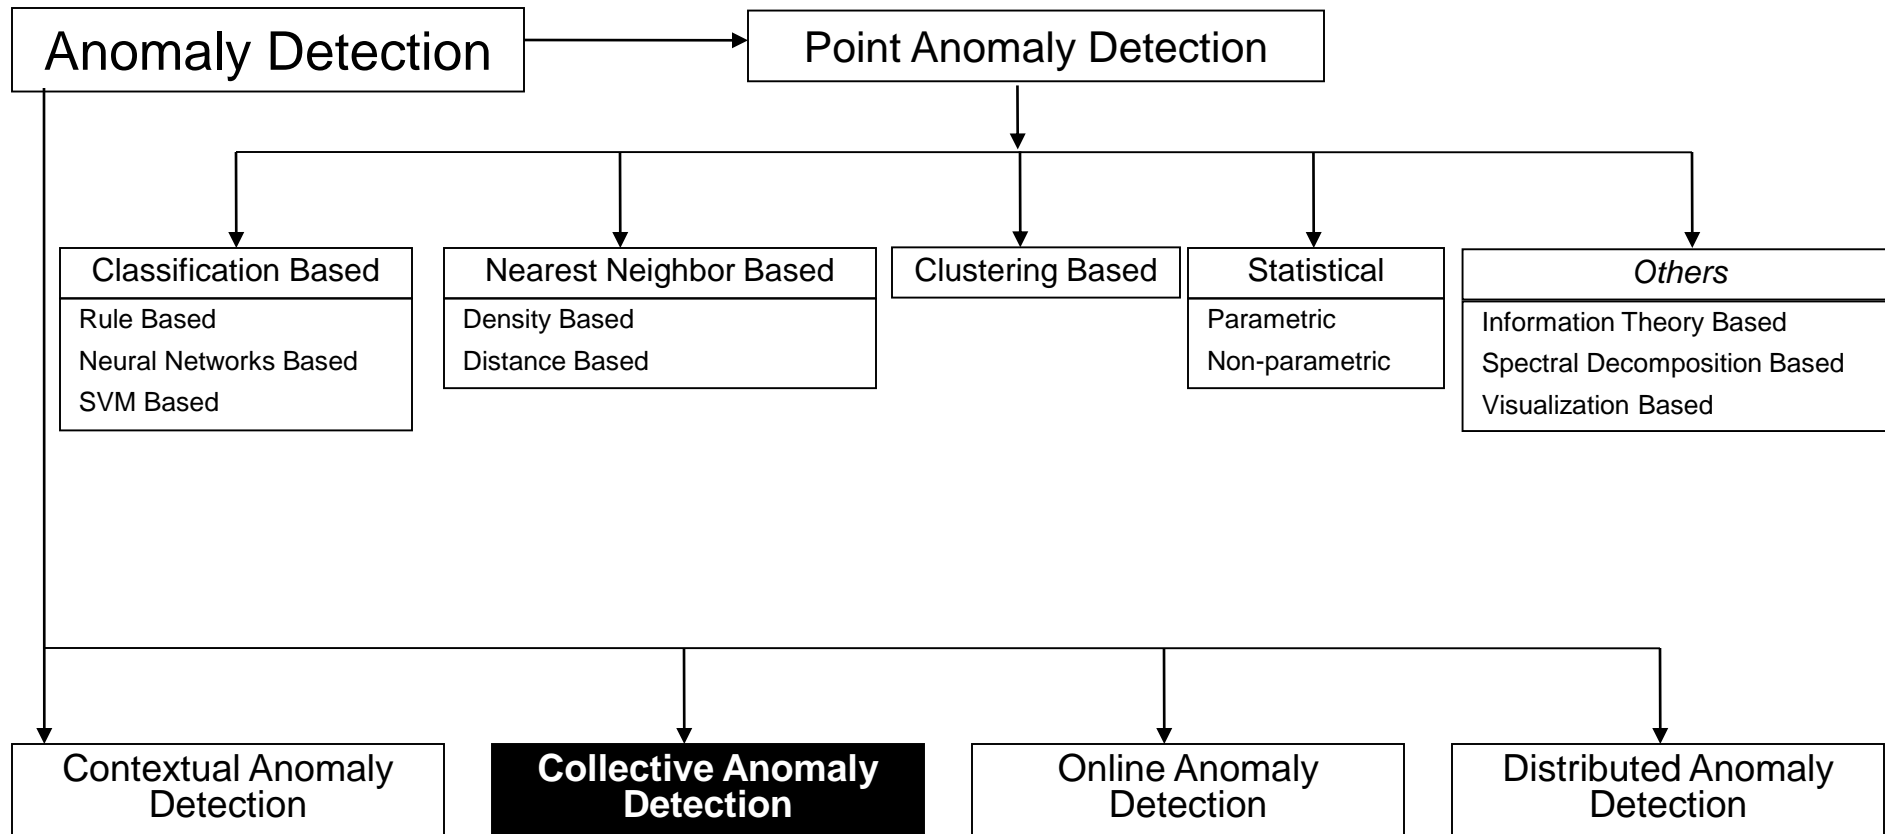 Anomaly Detection
Point Anomaly Detection
Classification Based
Rule Based
Neural Networks Based
SVM Based
Nearest Neighbor Based
Density Based
Distance Based
Clustering Based
Statistical
Parametric
Non-parametric
Others
Information Theory Based
Spectral Decomposition Based
Visualization Based
Contextual Anomaly
Detection
Collective Anomaly
Detection
Online Anomaly
Detection
Distributed Anomaly
Detection